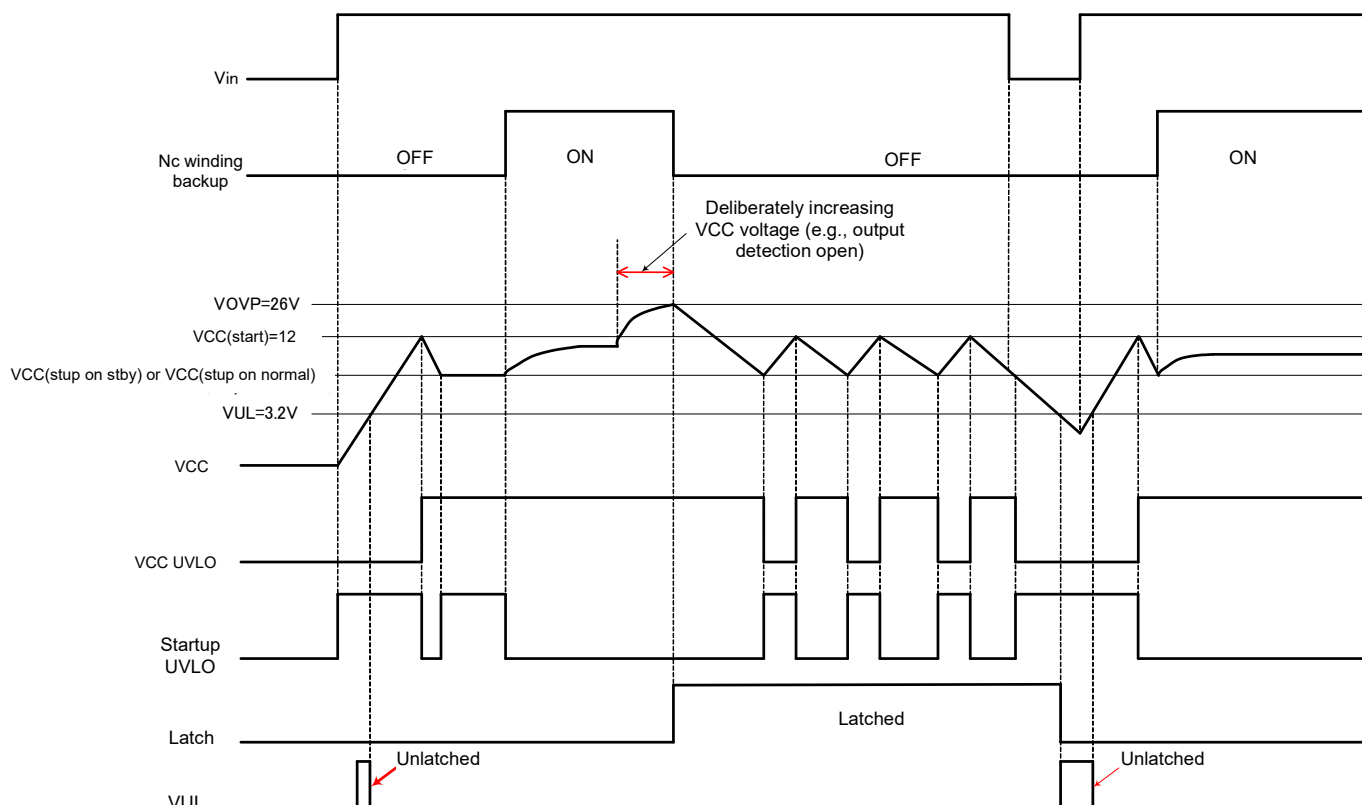 Vin
Nc winding
backup
OFF
ON
OFF
ON
Deliberately increasing
VCC voltage (e.g., output
detection open)
VOVP=26V
VCC(start)=12
VCC(stup on stby) or VCC(stup on normal)
VUL=3.2V
VCC
VCC UVLO
Startup
UVLO
Latch
Latched
Unlatched
Unlatched
VUL